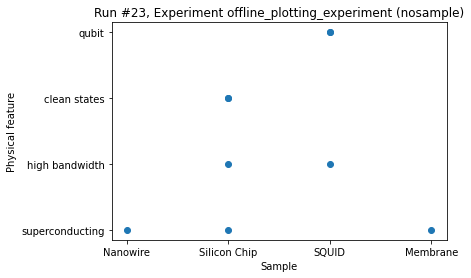 Run #23, Experiment offline_plotting_experiment (nosample)
qubit
clean states
high bandwidth
superconducting
Physical feature
Nanowire
Silicon Chip
SQUID
Membrane
Sample